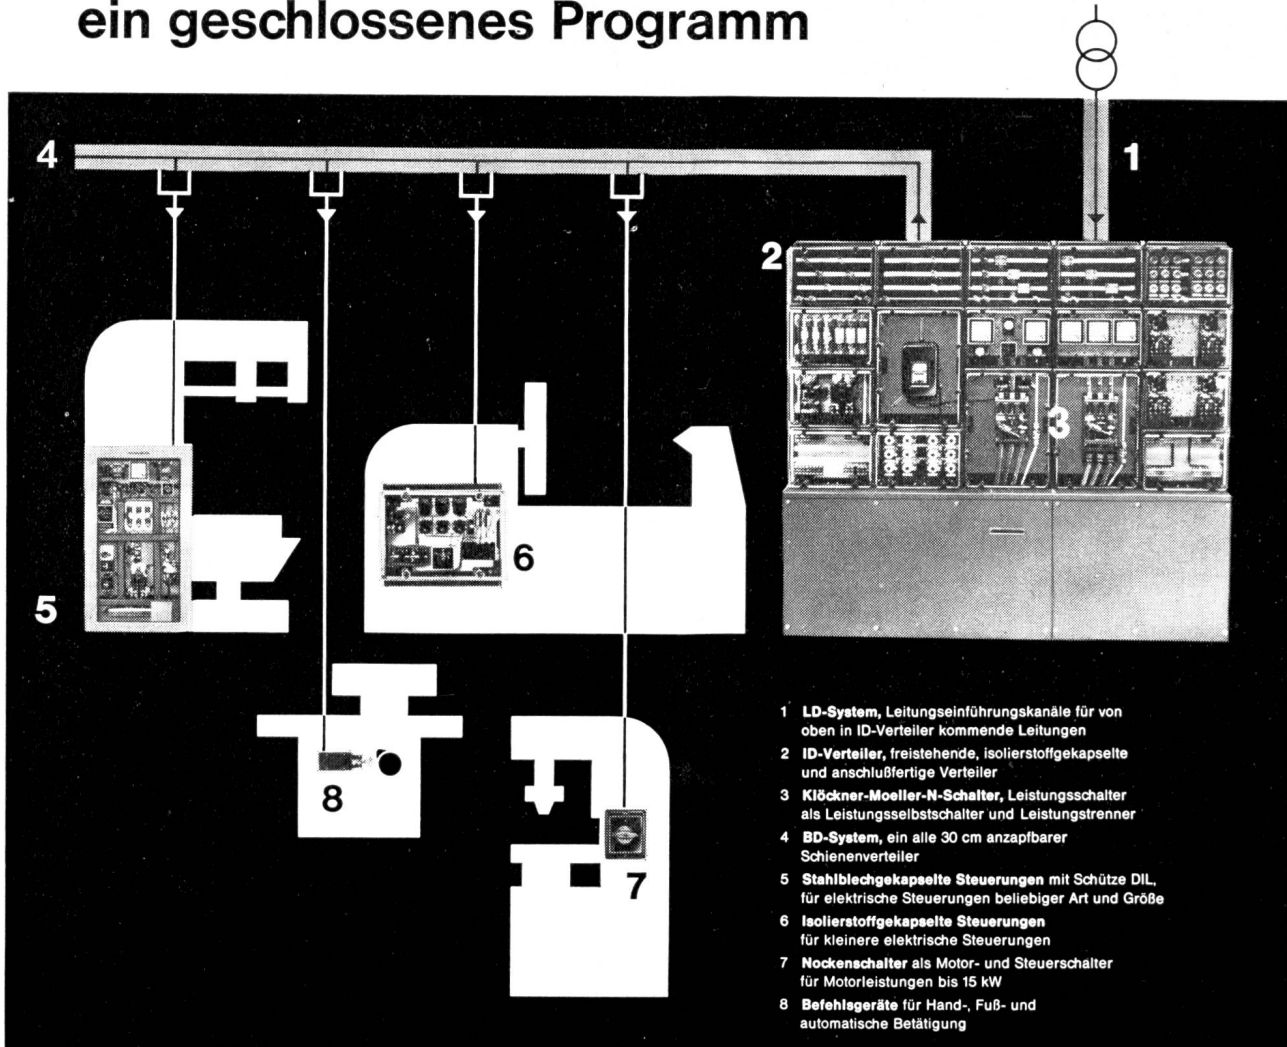 ein geschlossenes Programm
4
1
2
3
6
5
8
7
1 LD-System, Leitungseinführungskanäle für von
oben in ID-Verteiler kommende Leitungen
2 ID-Verteiler, freistehende, isolierstoffgekapselte
und anschlußfertige Verteiler
3 Klöckner-Moeller-N-Schalter, Leistungsschalter
als Leistungsselbstschalter und Leistungstrenner
4 BD-System, ein alle 30 cm anzapfbarer
Schienenverteiler
5 Stahlblechgekapselte Steuerungen mit Schütze DIL,
für elektrische Steuerungen beliebiger Art und Größe
6 Isolierstoffgekapselte Steuerungen
für kleinere elektrische Steuerungen
7 Nockenschalter als Motor- und Steuerschalter
für Motorleistungen bis 15 kW
8 Befehlsgeräte für Hand-, Fuß- und
automatische Betätigung